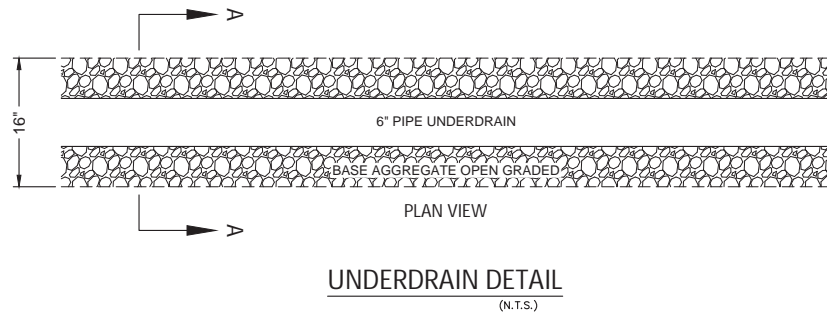 A
16"
6" PIPE UNDERDRAIN
BASE AGGREGATE OPEN GRADED
A
PLAN VIEW
UNDERDRAIN DETAIL
(N.T.S.)